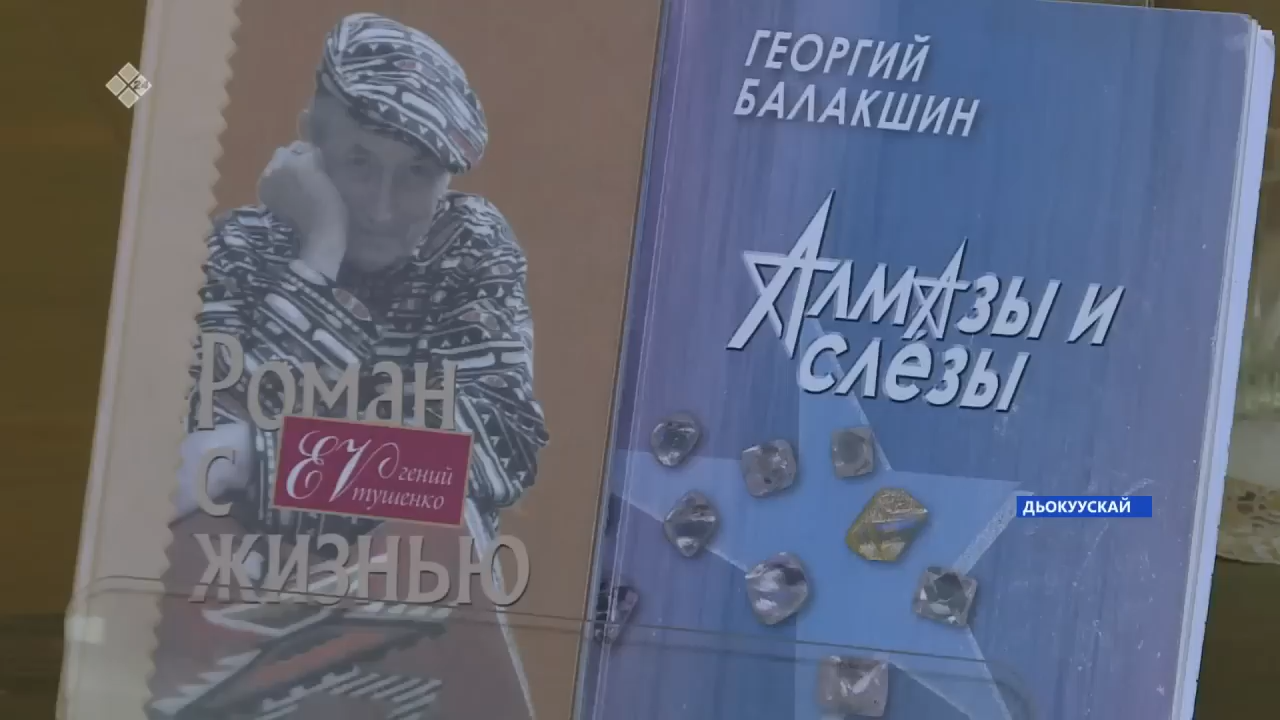 Роман
с
жизнью
Евгений
Евтушенко
ГЕОРГИЙ
БАЛАКШИН
АЛМАЗЫ И
СЛЁЗЫ
ДЬОКУУСКАЙ